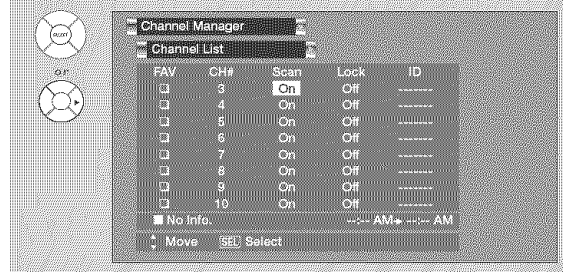 SELECT
or
Channel Manager
Channel List
FAV CH# Scan Lock ID
3 On Off ------
4 On Off ------
5 On Off ------
6 On Off ------
7 On Off ------
8 On Off ------
9 On Off ------
10 On Off ------
No Info. --:-- AM --:-- AM
Move SEL Select